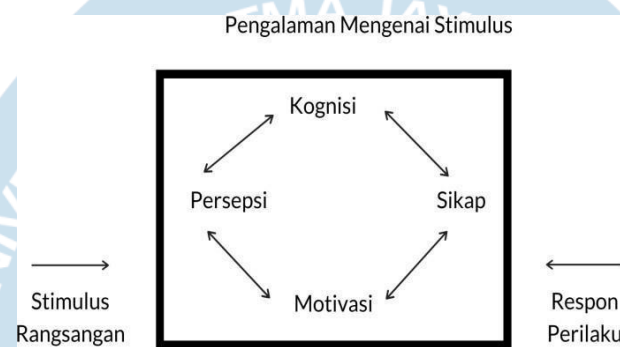 Pengalaman Mengenai Stimulus
Kognisi
Persepsi
Sikap
Motivasi
Stimulus
Rangsangan
Respon
Perilaku